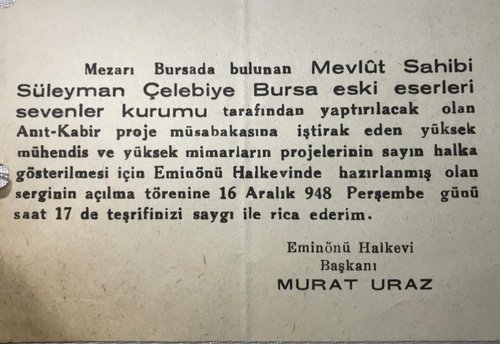 Mezarı Bursada bulunan Mevlût Sahibi
Süleyman Çelebiye Bursa eski eserleri
sevenler kurumu tarafından yaptırılacak olan
Anıt-Kabir proje müsabakasına iştirak eden yüksek
mühendis ve yüksek mimarların projelerinin sayın halka
gösterilmesi için Eminönü Halkevinde hazırlanmış olan
serginin açılma törenine 16 Aralık 948 Perşembe günü
saat 17 de teşrifinizi saygı ile rica ederim.
Eminönü Halkevi
Başkanı
MURAT URAZ